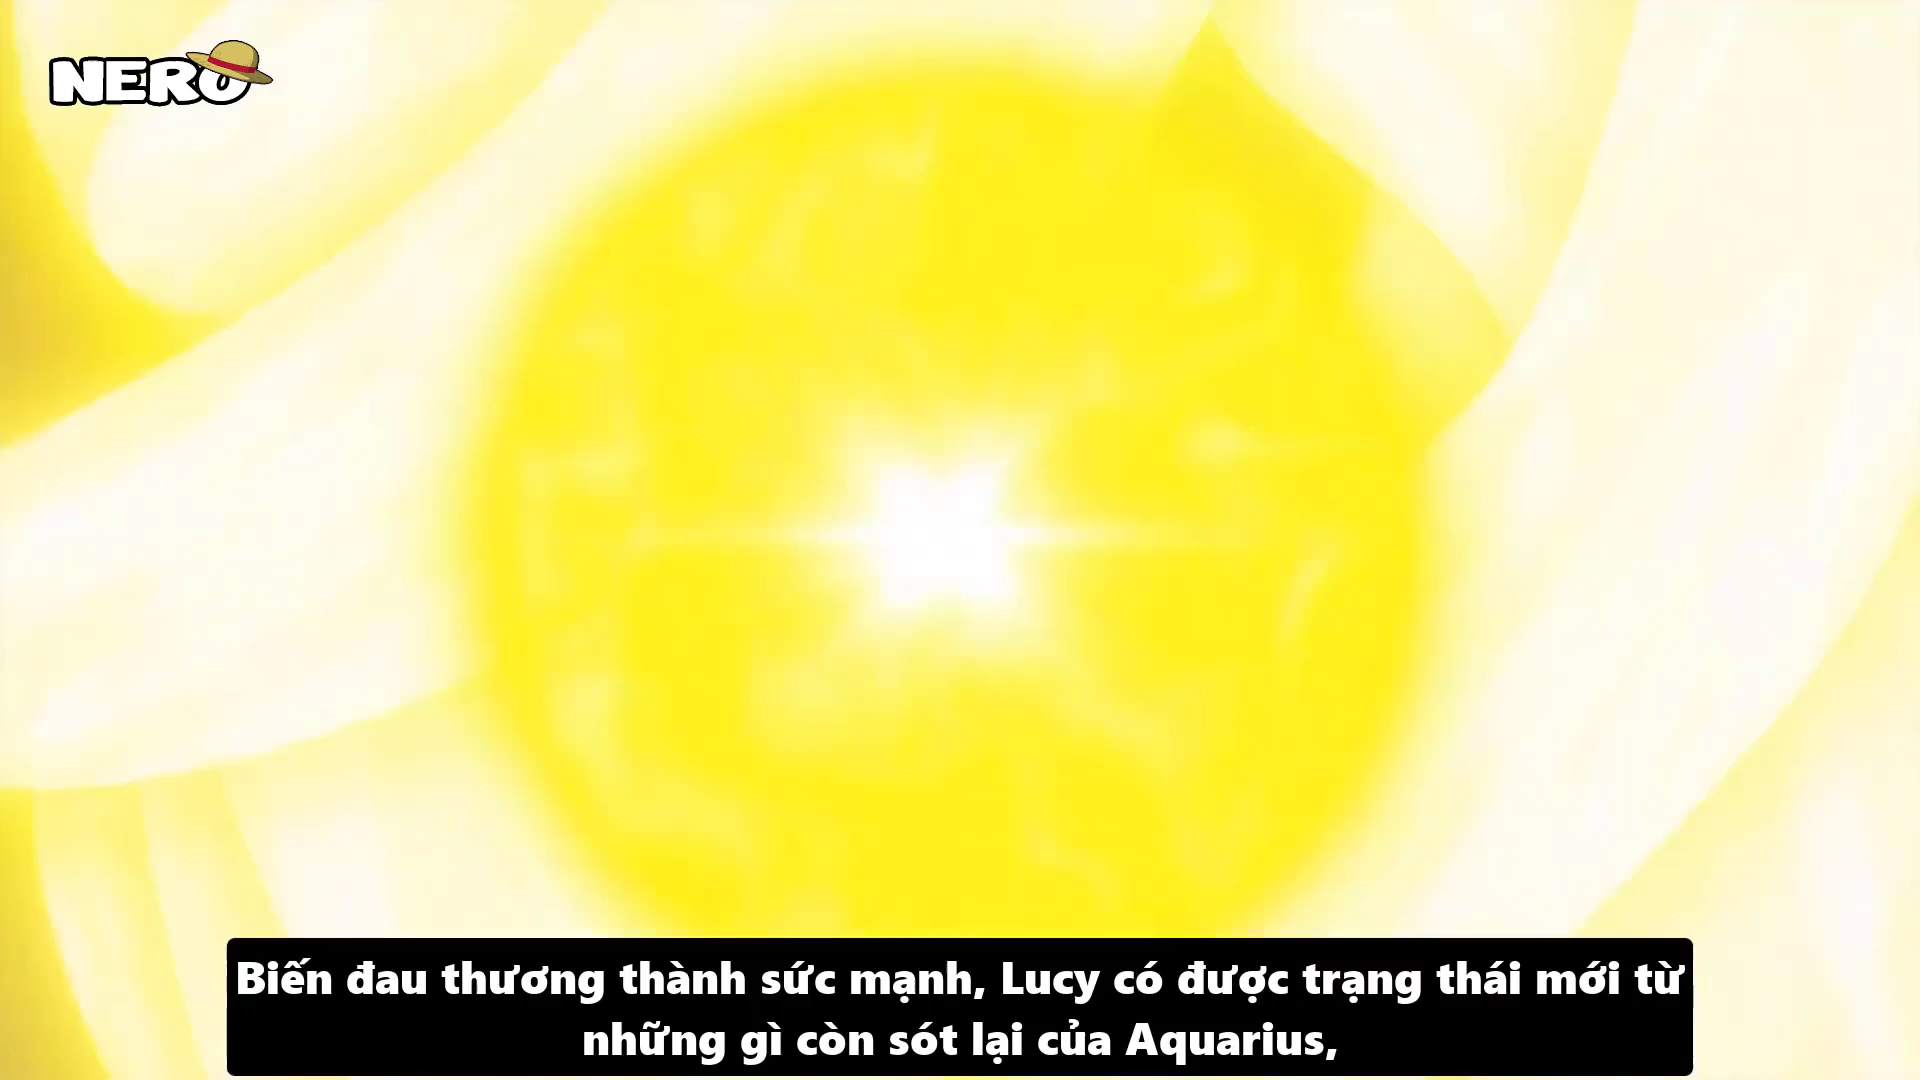 NERO
Biến đau thương thành sức mạnh, Lucy có được trạng thái mới từ
những gì còn sót lại của Aquarius,